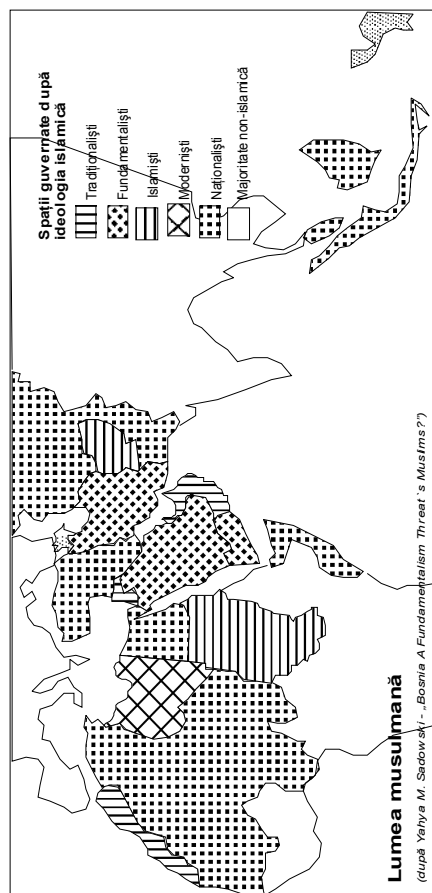 Spații guvernate după
ideologia islamică
Tradiționaliști
Fundamentaliști
Islamiști
Moderniști
Naționaliști
Majoritate non-islamică
Lumea musulmană
(după Yahya M. Sadowski - „Bosnia A Fundamentalism Threat`s Muslims?”)